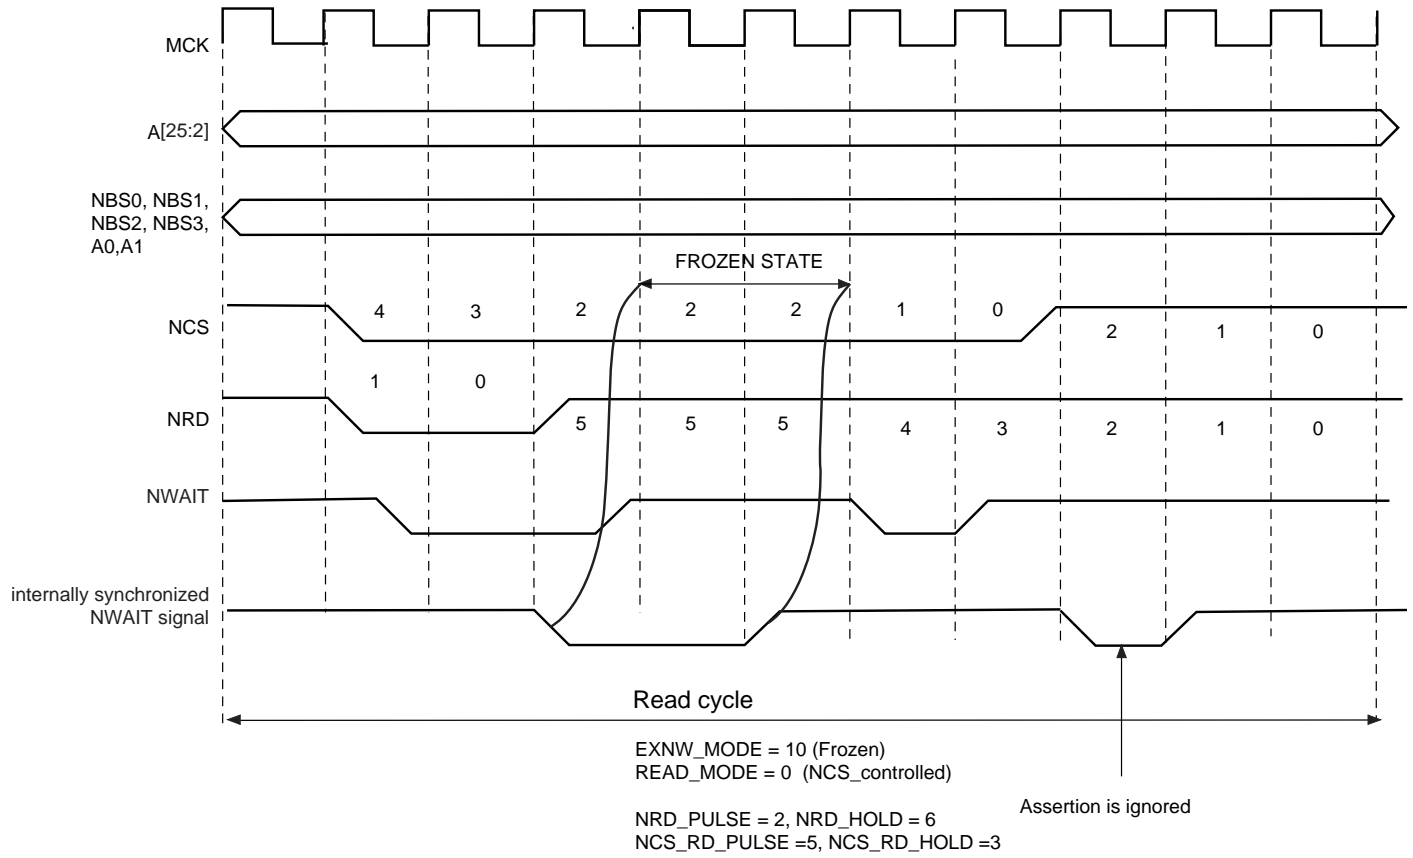 MCK
A[25:2]
NBS0, NBS1,
NBS2, NBS3,
A0,A1
FROZEN STATE
4 3 2 2 2 1 0
NCS
2 1 0
1 0
NRD
5 5 5 4 3 2 1 0
NWAIT
internally synchronized
NWAIT signal
Read cycle
EXNW_MODE = 10 (Frozen)
READ_MODE = 0 (NCS_controlled)
Assertion is ignored
NRD_PULSE = 2, NRD_HOLD = 6
NCS_RD_PULSE =5, NCS_RD_HOLD =3